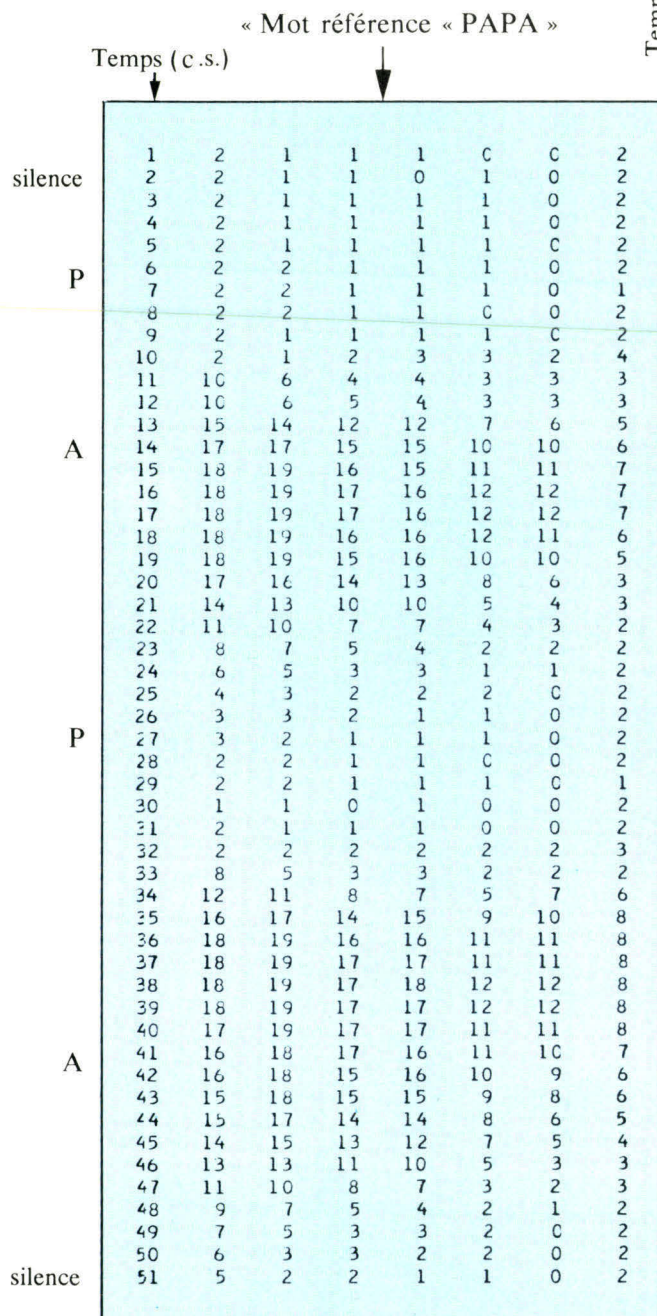 « Mot référence « PAPA »
Temps (c.s.)
Temp
1 2 1 1 1 0 0 2
silence 2 2 1 1 0 1 0 2
3 2 1 1 1 1 0 2
4 2 1 1 1 1 0 2
5 2 1 1 1 1 0 2
P 6 2 2 1 1 1 0 2
7 2 2 1 1 1 0 1
8 2 2 1 1 0 0 2
9 2 1 1 1 1 0 2
10 2 1 2 3 3 2 4
11 10 6 4 4 3 3 3
12 10 6 5 4 3 3 3
13 15 14 12 12 7 6 5
A 14 17 17 15 15 10 10 6
15 18 19 16 15 11 11 7
16 18 19 17 16 12 12 7
17 18 19 17 16 12 12 7
18 18 19 16 16 12 11 6
19 18 19 15 16 10 10 5
20 17 16 14 13 8 6 3
21 14 13 10 10 5 4 3
22 11 10 7 7 4 3 2
23 8 7 5 4 2 2 2
24 6 5 3 3 1 1 2
25 4 3 2 2 2 0 2
26 3 3 2 1 1 0 2
P 27 3 2 1 1 1 0 2
28 2 2 1 1 0 0 2
29 2 2 1 1 1 0 1
30 1 1 0 1 0 0 2
31 2 1 1 1 0 0 2
32 2 2 2 2 2 2 3
33 8 5 3 3 2 2 2
34 12 11 8 7 5 7 6
35 16 17 14 15 9 10 8
36 18 19 16 16 11 11 8
37 18 19 17 17 11 11 8
38 18 19 17 18 12 12 8
39 18 19 17 17 12 12 8
40 17 19 17 17 11 11 8
41 16 18 17 16 11 10 7
A 42 16 18 15 16 10 9 6
43 15 18 15 15 9 8 6
44 15 17 14 14 8 6 5
45 14 15 13 12 7 5 4
46 13 13 11 10 5 3 3
47 11 10 8 7 3 2 3
48 9 7 5 4 2 1 2
49 7 5 3 3 2 0 2
50 6 3 3 2 2 0 2
silence 51 5 2 2 1 1 0 2